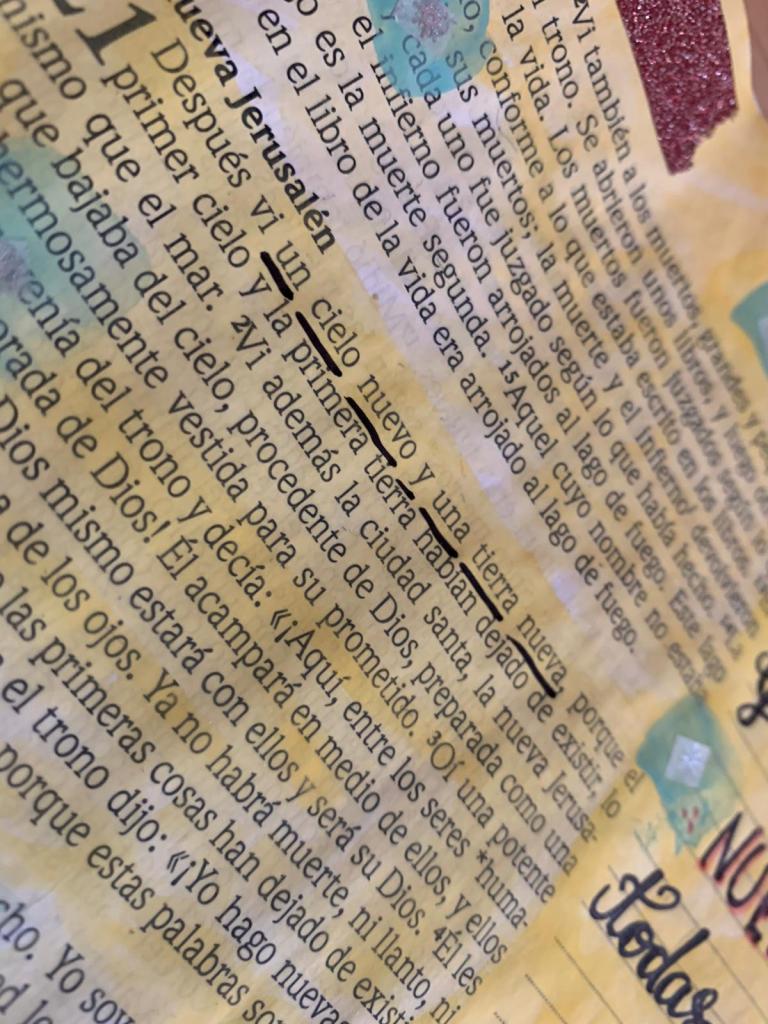 2Vi también a los muertos, grandes y
l trono. Se abrieron unos libros, y luego
la vida. Los muertos fueron juzgados
o, conforme a lo que estaba escrito en los libros
sus muertos; la muerte y el infierno devolvieron
y cada uno fue juzgado según lo que había hecho. 14La
el infierno fueron arrojados al lago de fuego. Este lago
o es la muerte segunda. 15Aquel cuyo nombre no estaba
en el libro de la vida era arrojado al lago de fuego.
ueva Jerusalén
21 Después vi un cielo nuevo y una tierra nueva, porque el
primer cielo y la primera tierra habían dejado de existir, lo
mismo que el mar. 2Vi además la ciudad santa, la nueva Jerusa-
que bajaba del cielo, procedente de Dios, preparada como una
ermosamente vestida para su prometido. 3Oí una potente
venía del trono y decía: «¡Aquí, entre los seres *huma-
orada de Dios! Él acampará en medio de ellos, y ellos
Dios mismo estará con ellos y será su Dios. 4Él les
a de los ojos. Ya no habrá muerte, ni llanto, ni
las primeras cosas han dejado de existi
el trono dijo: «¡Yo hago nuevas
porque estas palabras so
cho. Yo soy
NUE
Todas